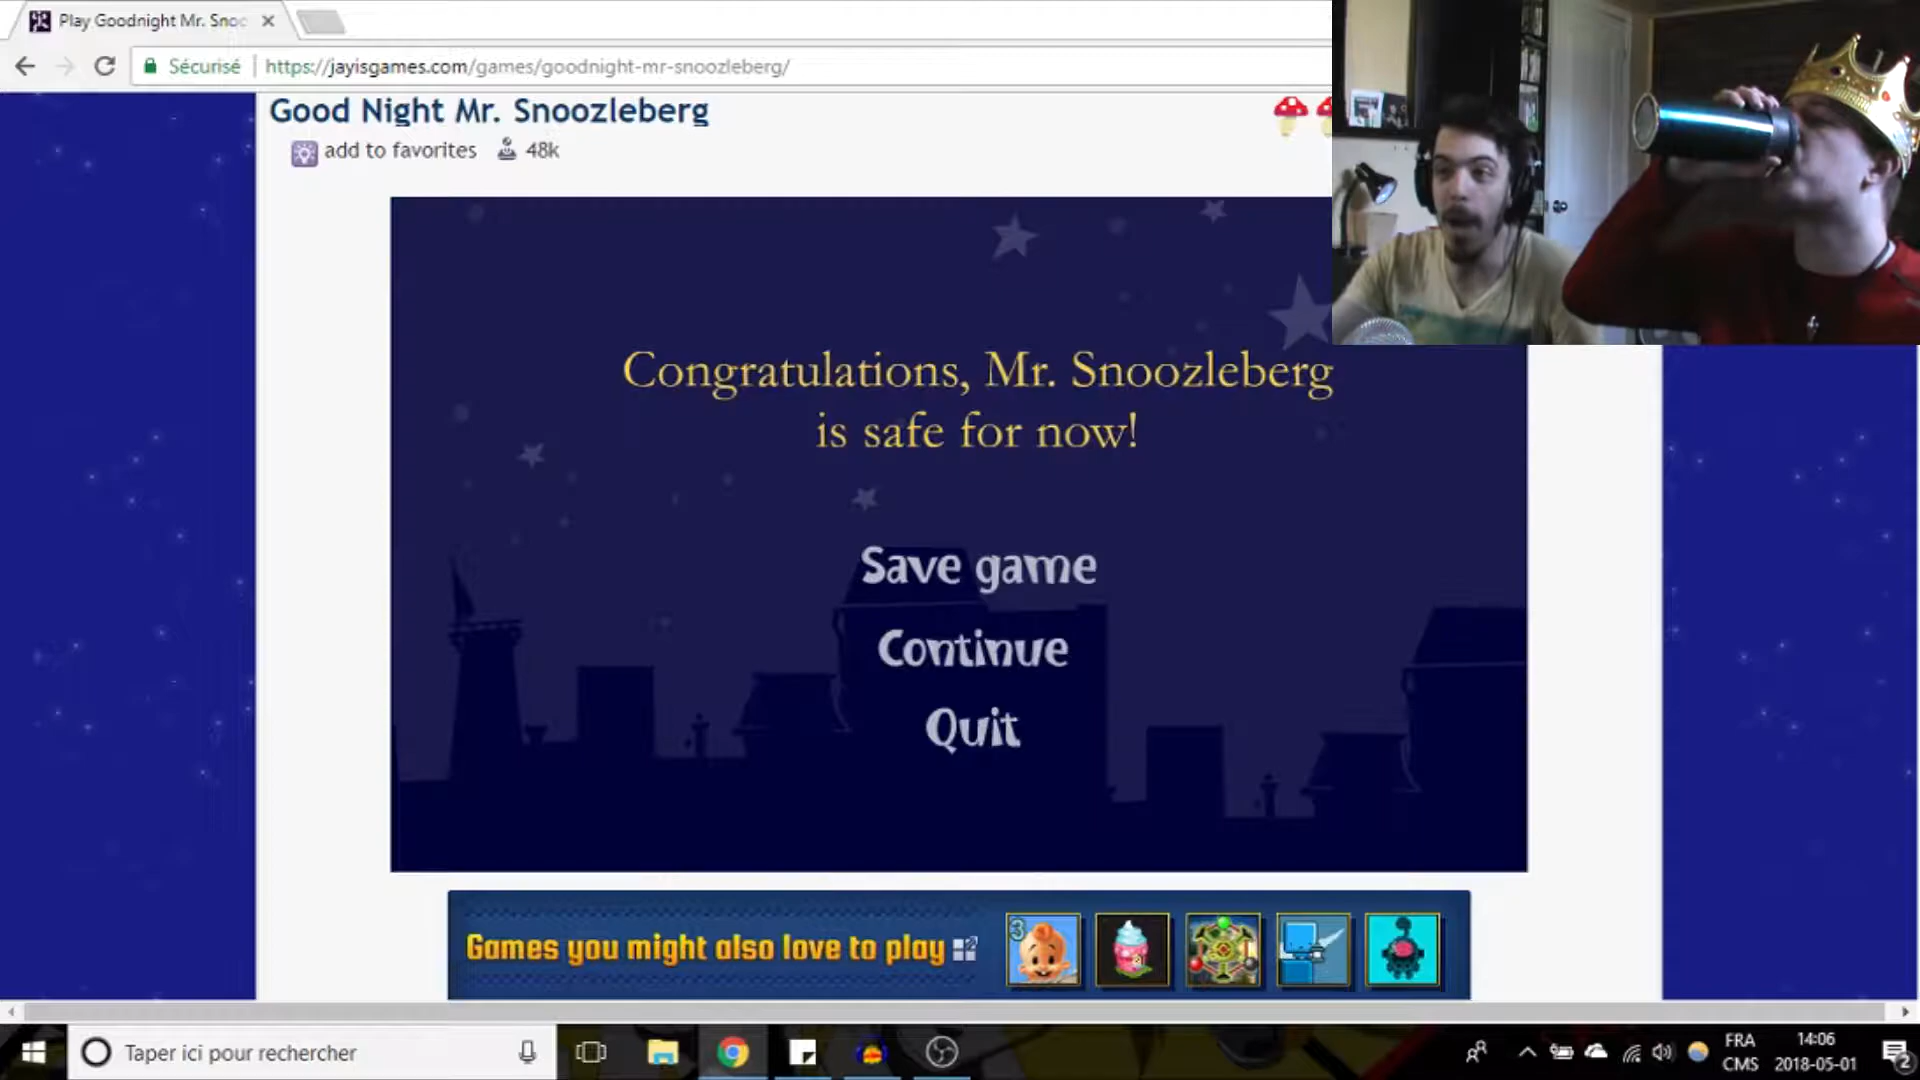 Play Goodnight Mr. Snoo
Sécurisé
https://jayisgames.com/games/goodnight-mr-snoozleberg/
Good Night Mr. Snoozleberg
add to favorites 48k
Congratulations, Mr. Snoozleberg
is safe for now!
Save game
Continue
Quit
Games you might also love to play
3
Taper ici pour rechercher
FRA
CMS
14:06
2018-05-01
2